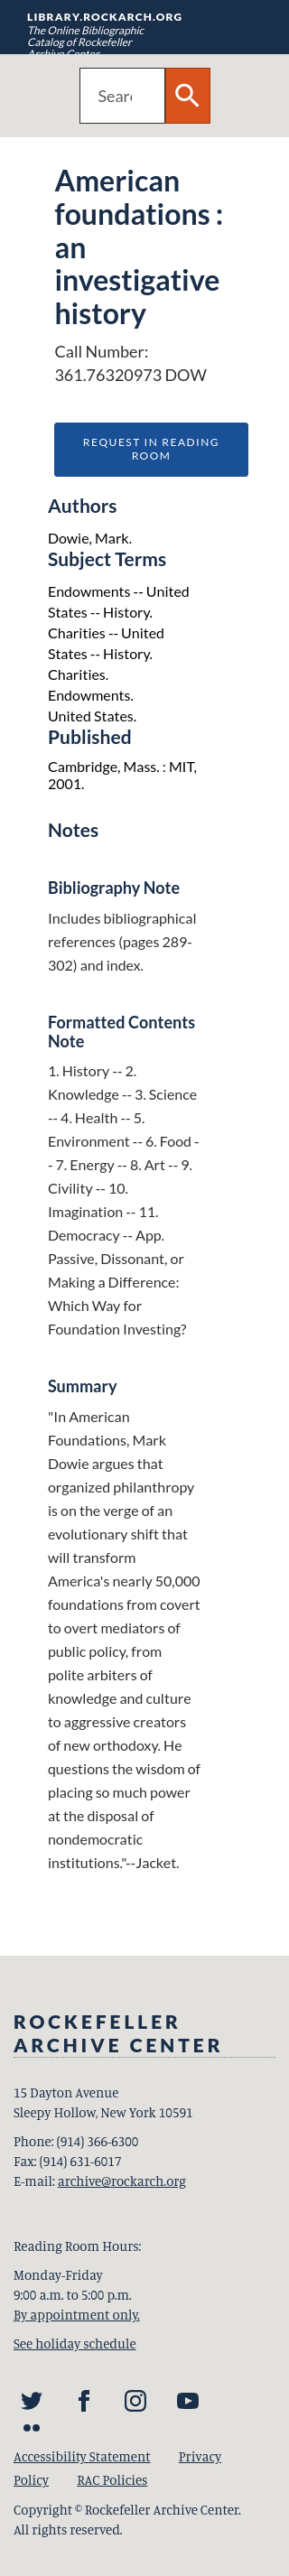 LIBRARY.ROCKARCH.ORG
The Online Bibliographic
Catalog of Rockefeller
Archive Center
Searc
American
foundations :
an
investigative
history
Call Number:
361.76320973 DOW
REQUEST IN READING
ROOM
Authors
Dowie, Mark.
Subject Terms
Endowments -- United
States -- History.
Charities -- United
States -- History.
Charities.
Endowments.
United States.
Published
Cambridge, Mass. : MIT,
2001.
Notes
Bibliography Note
Includes bibliographical
references (pages 289-
302) and index.
Formatted Contents
Note
1. History -- 2.
Knowledge -- 3. Science
-- 4. Health -- 5.
Environment -- 6. Food -
- 7. Energy -- 8. Art -- 9.
Civility -- 10.
Imagination -- 11.
Democracy -- App.
Passive, Dissonant, or
Making a Difference:
Which Way for
Foundation Investing?
Summary
"In American
Foundations, Mark
Dowie argues that
organized philanthropy
is on the verge of an
evolutionary shift that
will transform
America's nearly 50,000
foundations from covert
to overt mediators of
public policy, from
polite arbiters of
knowledge and culture
to aggressive creators
of new orthodoxy. He
questions the wisdom of
placing so much power
at the disposal of
nondemocratic
institutions."--Jacket.
ROCKEFELLER
ARCHIVE CENTER
15 Dayton Avenue
Sleepy Hollow, New York 10591
Phone: (914) 366-6300
Fax: (914) 631-6017
E-mail: archive@rockarch.org
Reading Room Hours:
Monday-Friday
9:00 a.m. to 5:00 p.m.
By appointment only.
See holiday schedule
Accessibility Statement Privacy
Policy RAC Policies
Copyright © Rockefeller Archive Center.
All rights reserved.